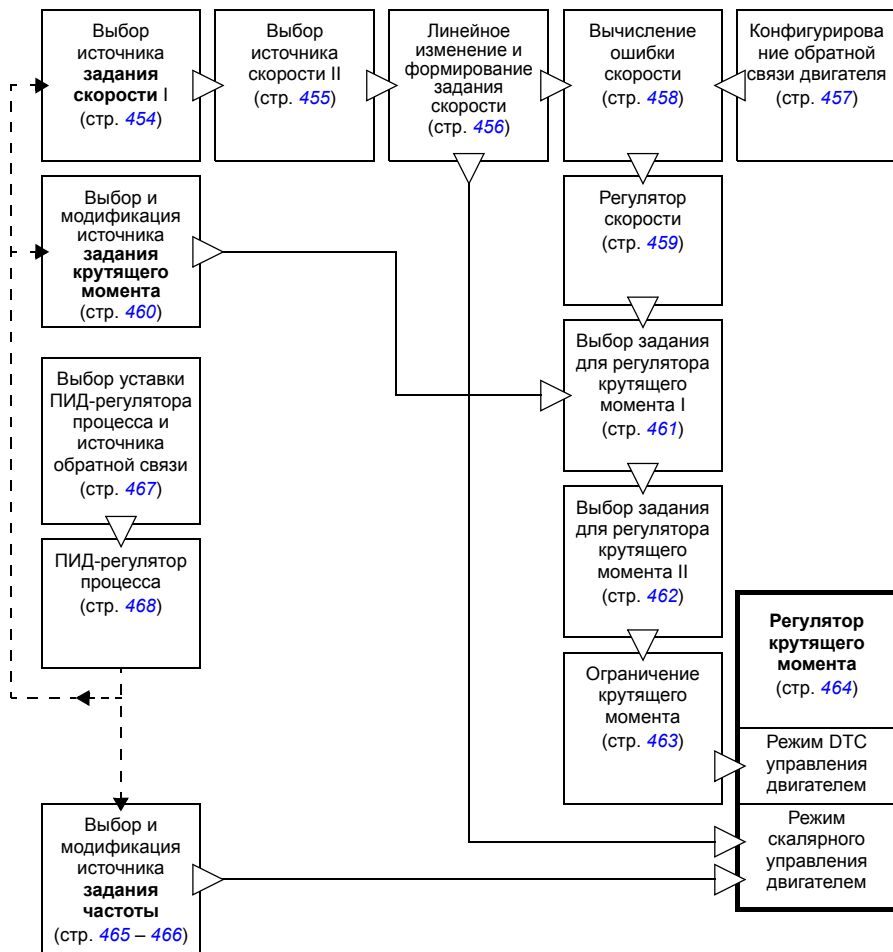 Выбор
источника
задания
скорости I
(стр. 454)
Выбор
источника
скорости II
(стр. 455)
Линейное
изменение и
формирование
задания
скорости
(стр. 456)
Вычисление
ошибки
скорости
(стр. 458)
Конфигурирова
ние обратной
связи двигателя
(стр. 457)
Выбор и
модификация
источника
задания
крутящего
момента
(стр. 460)
Регулятор
скорости
(стр. 459)
Выбор задания
для регулятора
крутящего
момента I
(стр. 461)
Выбор уставки
ПИД-регулятора
процесса и
источника
обратной связи
(стр. 467)
Выбор задания
для регулятора
крутящего
момента II
(стр. 462)
ПИД-регулятор
процесса
(стр. 468)
Ограничение
крутящего
момента
(стр. 463)
Регулятор
крутящего
момента
(стр. 464)
Режим DTC
управления
двигателем
Режим
скалярного
управления
двигателем
Выбор и
модификация
источника
задания
частоты
(стр. 465 – 466)